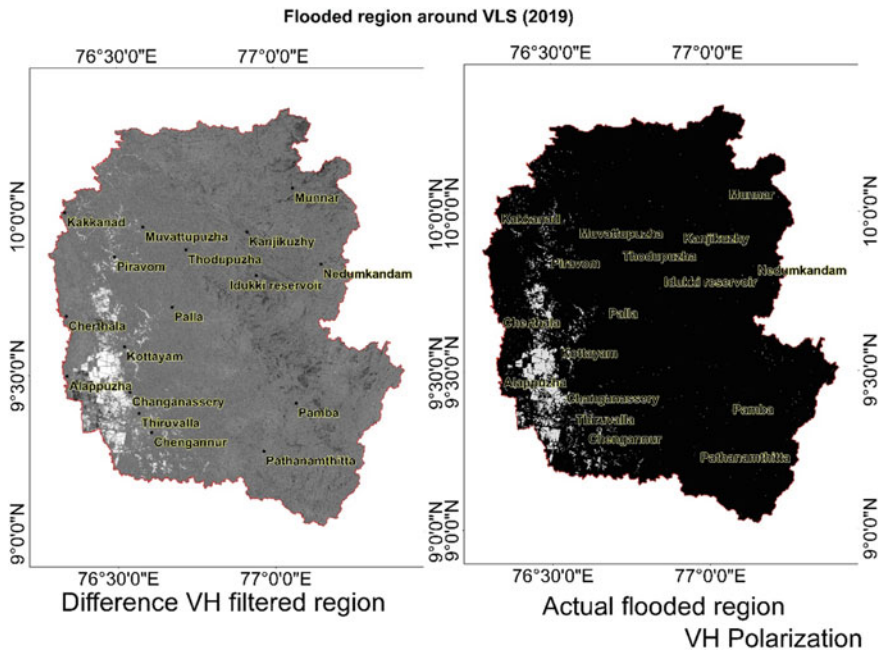 Flooded region around VLS (2019)
76°30'0"E 77°0'0"E
76°30'0"E 77°0'0"E
10°0'0"N
9°30'0"N
9°0'0"N
Kakkanad
Munnar
Muvattupuzha
Kanjikuzhy
Piravom
Thodupuzha
Nedumkandam
Idukki reservoir
Palla
Cherthala
Kottayam
Alappuzha
Changanassery
Pamba
Thiruvalla
Chengannur
Pathanamthitta
10°0'0"N
9°30'0"N
9°0'0"N
76°30'0"E 77°0'0"E
Difference VH filtered region
Munnar
Kakkanad
Muvattupuzha
Kanjikuzhy
Piravom
Thodupuzha
Nedumkandam
Idukki reservoir
Palla
Cherthala
Kottayam
Alappuzha
Changanassery
Pamba
Thiruvalla
Chengannur
Pathanamthitta
10°0'0"N
9°30'0"N
9°0'0"N
76°30'0"E 77°0'0"E
Actual flooded region
VH Polarization